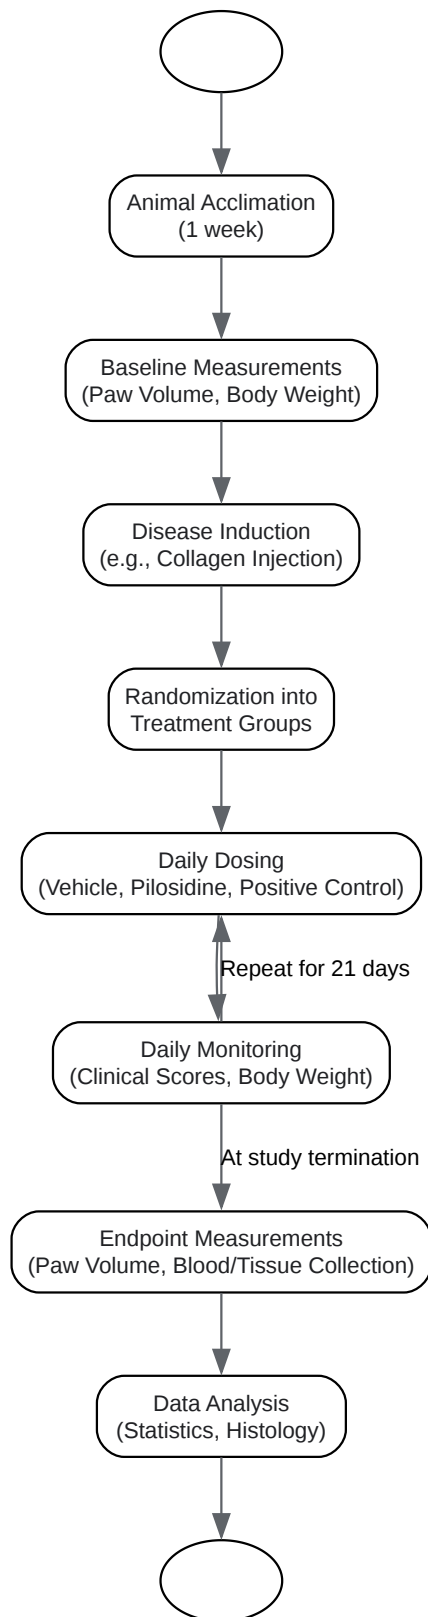 Animal Acclimation
(1 week)
Baseline Measurements
(Paw Volume, Body Weight)
Disease Induction
(e.g., Collagen Injection)
Randomization into
Treatment Groups
Daily Dosing
(Vehicle, Pilosidine, Positive Control)
Repeat for 21 days
Daily Monitoring
(Clinical Scores, Body Weight)
At study termination
Endpoint Measurements
(Paw Volume, Blood/Tissue Collection)
Data Analysis
(Statistics, Histology)